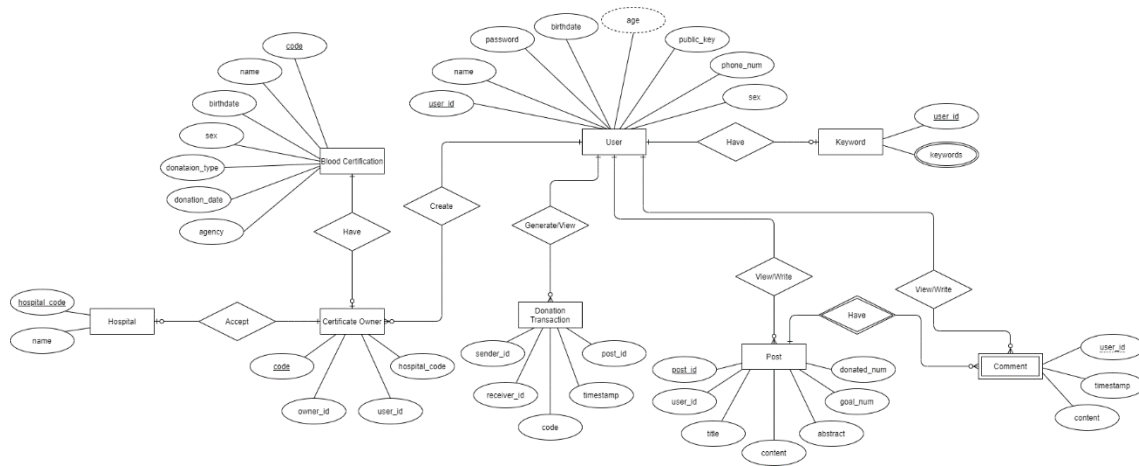 age
birthdate
code
password
public_key
name
name
phone_num
birthdate
user_id
sex
sex
User
Have
Keyword
user_id
keywords
Blood Certification
donataion_type
donation_date
agency
Create
Have
Generate/View
View/Write
View/Write
hospital_code
Hospital
name
Accept
Certificate Owner
Donation
Transaction
Have
code
hospital_code
owner_id
user_id
sender_id
post_id
receiver_id
timestamp
code
Post
post_id
donated_num
user_id
goal_num
title
abstract
content
Comment
user_id
timestamp
content